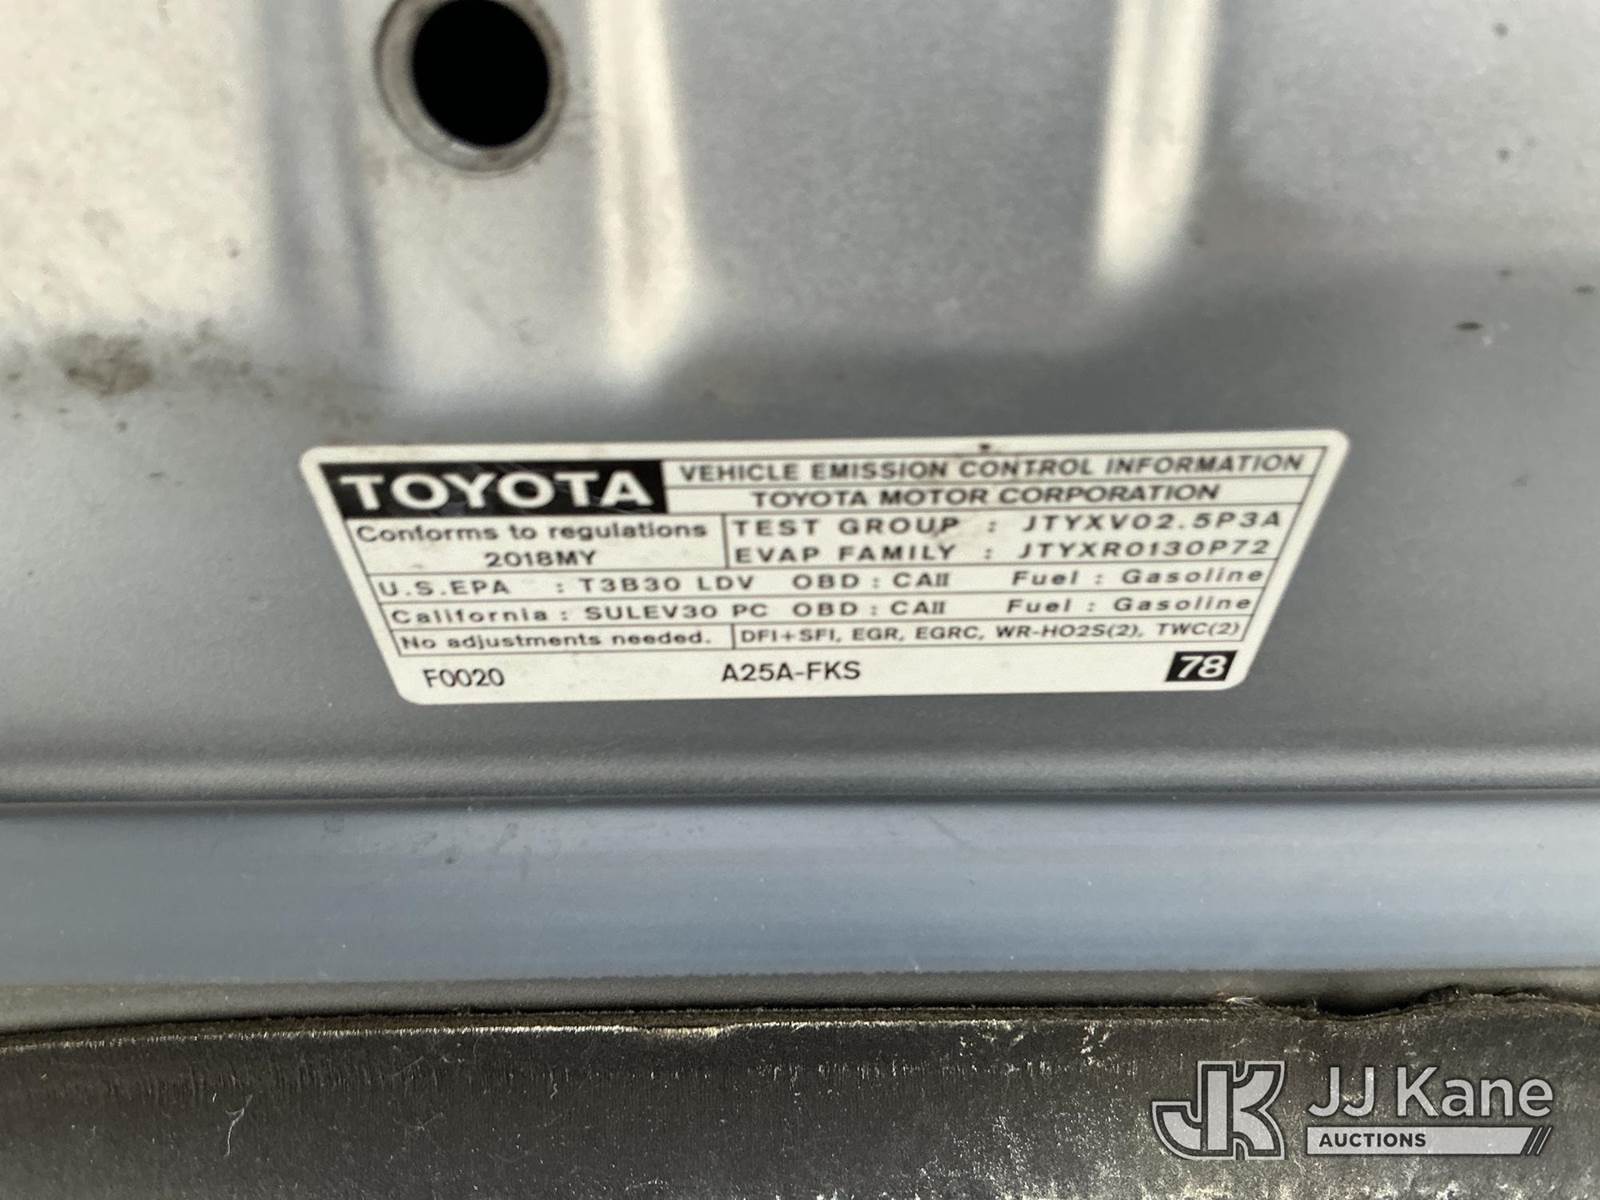 TOYOTA VEHICLE EMISSION CONTROL INFORMATION
TOYOTA MOTOR CORPORATION
Conforms to regulations
2018MY
TEST GROUP : JTYXV02.5P3A
EVAP FAMILY : JTYXR0130P72
U.S.EPA : T3B30 LDV OBD : CAII Fuel : Gasoline
California : SULEV30 PC OBD : CAII Fuel : Gasoline
No adjustments needed. DFI+SFI, EGR, EGRC, WR-HO2S(2), TWC(2)
F0020 A25A-FKS 78
JK JJ Kane
AUCTIONS